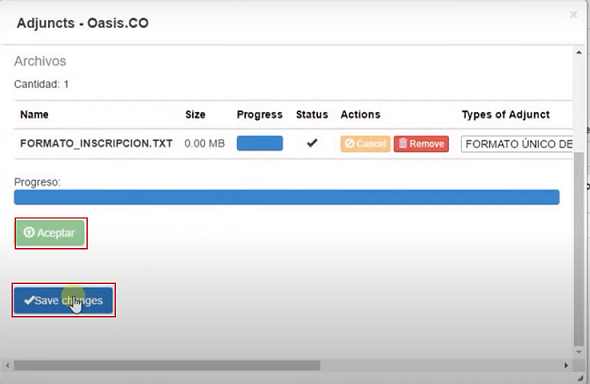 Adjuncts - Oasis.CO
Archivos
Cantidad: 1
Name Size Progress Status Actions Types of Adjunct
FORMATO_INSCRIPCION.TXT 0.00 MB Cancel Remove FORMATO ÚNICO DE
Progreso:
Aceptar
Save changes